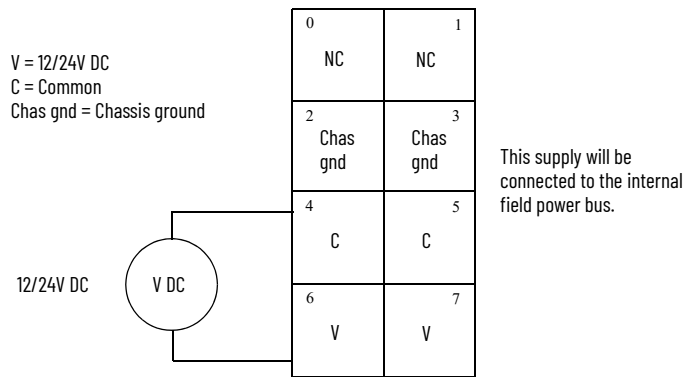 V = 12/24V DC
C = Common
Chas gnd = Chassis ground
0
NC
1
NC
2
Chas
gnd
3
Chas
gnd
4
C
5
C
6
V
7
V
12/24V DC
V DC
This supply will be
connected to the internal
field power bus.